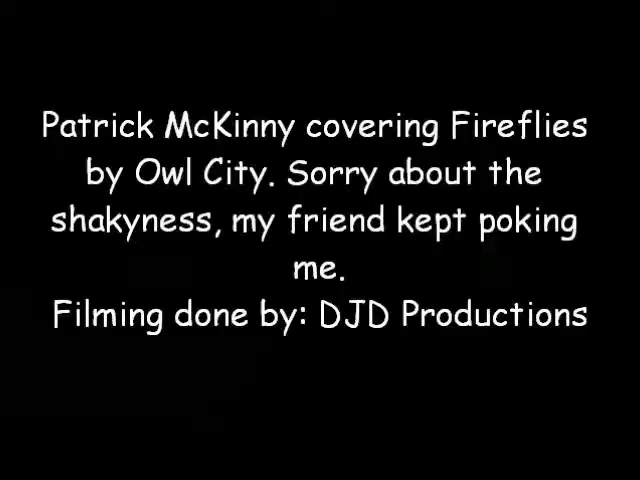 Patrick McKinny covering Fireflies
by Owl City. Sorry about the
shakyness, my friend kept poking
me.
Filming done by: DJD Productions